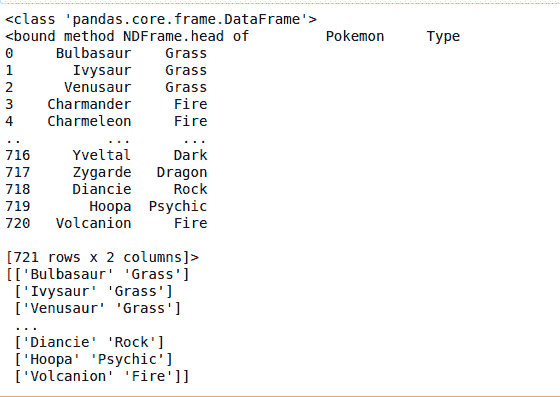 <class 'pandas.core.frame.DataFrame'>
<bound method NDFrame.head of         Pokemon     Type
0     Bulbasaur    Grass
1       Ivysaur    Grass
2      Venusaur    Grass
3    Charmander     Fire
4    Charmeleon     Fire
..          ...      ...
716     Yveltal     Dark
717     Zygarde   Dragon
718     Diancie     Rock
719       Hoopa  Psychic
720   Volcanion     Fire

[721 rows x 2 columns]>
[['Bulbasaur' 'Grass']
 ['Ivysaur' 'Grass']
 ['Venusaur' 'Grass']
 ...
 ['Diancie' 'Rock']
 ['Hoopa' 'Psychic']
 ['Volcanion' 'Fire']]